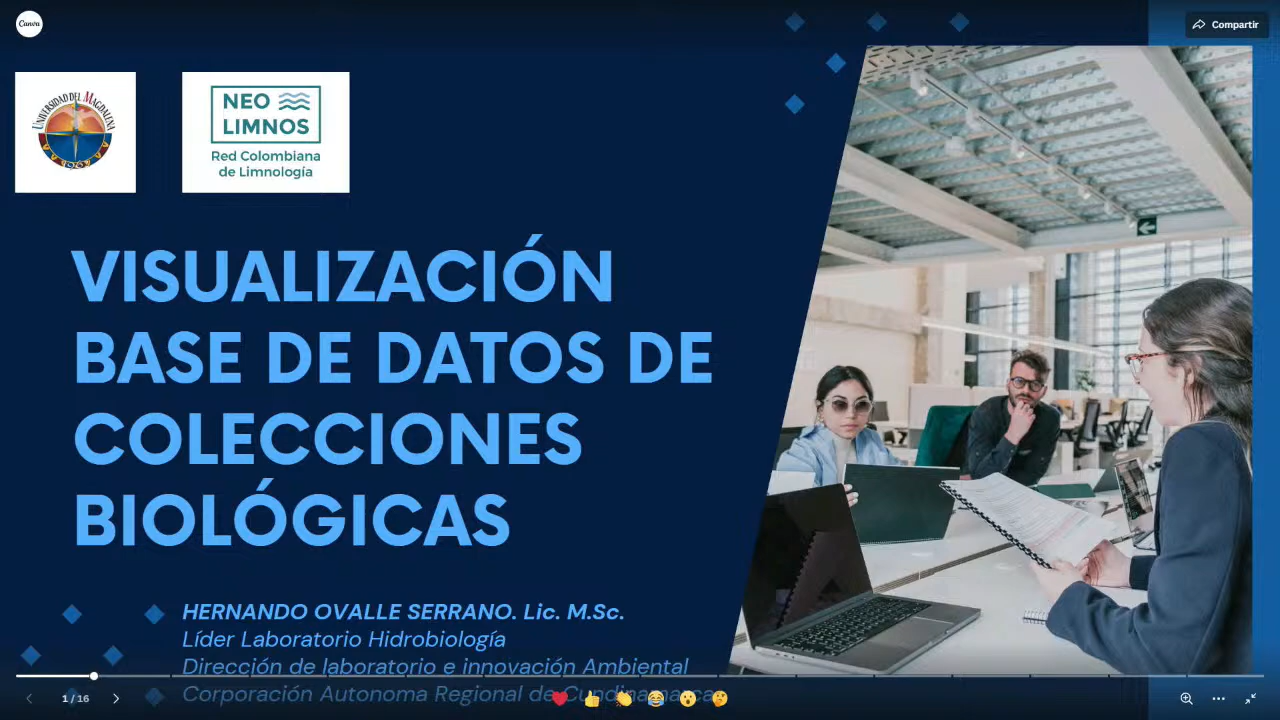 Canva
Compartir
UNIVERSIDAD DEL MAGDALENA
NEO
LIMNOS
Red Colombiana
de Limnología
VISUALIZACIÓN
BASE DE DATOS DE
COLECCIONES
BIOLÓGICAS
HERNANDO OVALLE SERRANO. Lic. M.Sc.
Líder Laboratorio Hidrobiología
Dirección de laboratorio e innovación Ambiental
Corporación Autonoma Regional de Cundinamarca
1 / 16